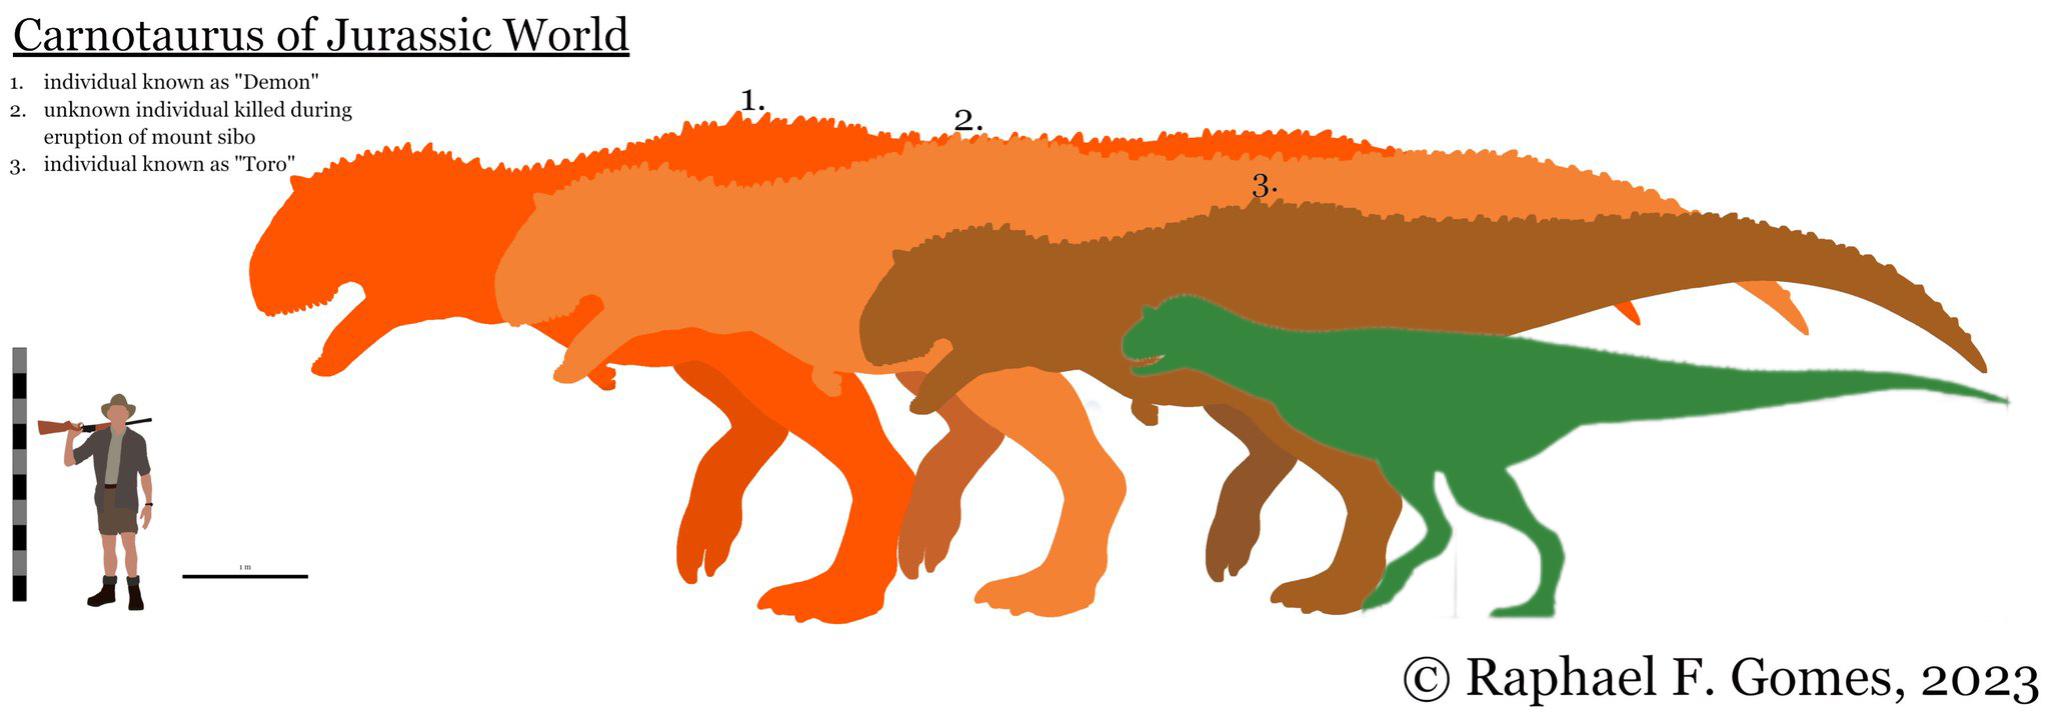 Carnotaurus of Jurassic World
1. individual known as "Demon"
2. unknown individual killed during
eruption of mount sibo
3. individual known as "Toro"
1.
2.
3.
1 m
© Raphael F. Gomes, 2023